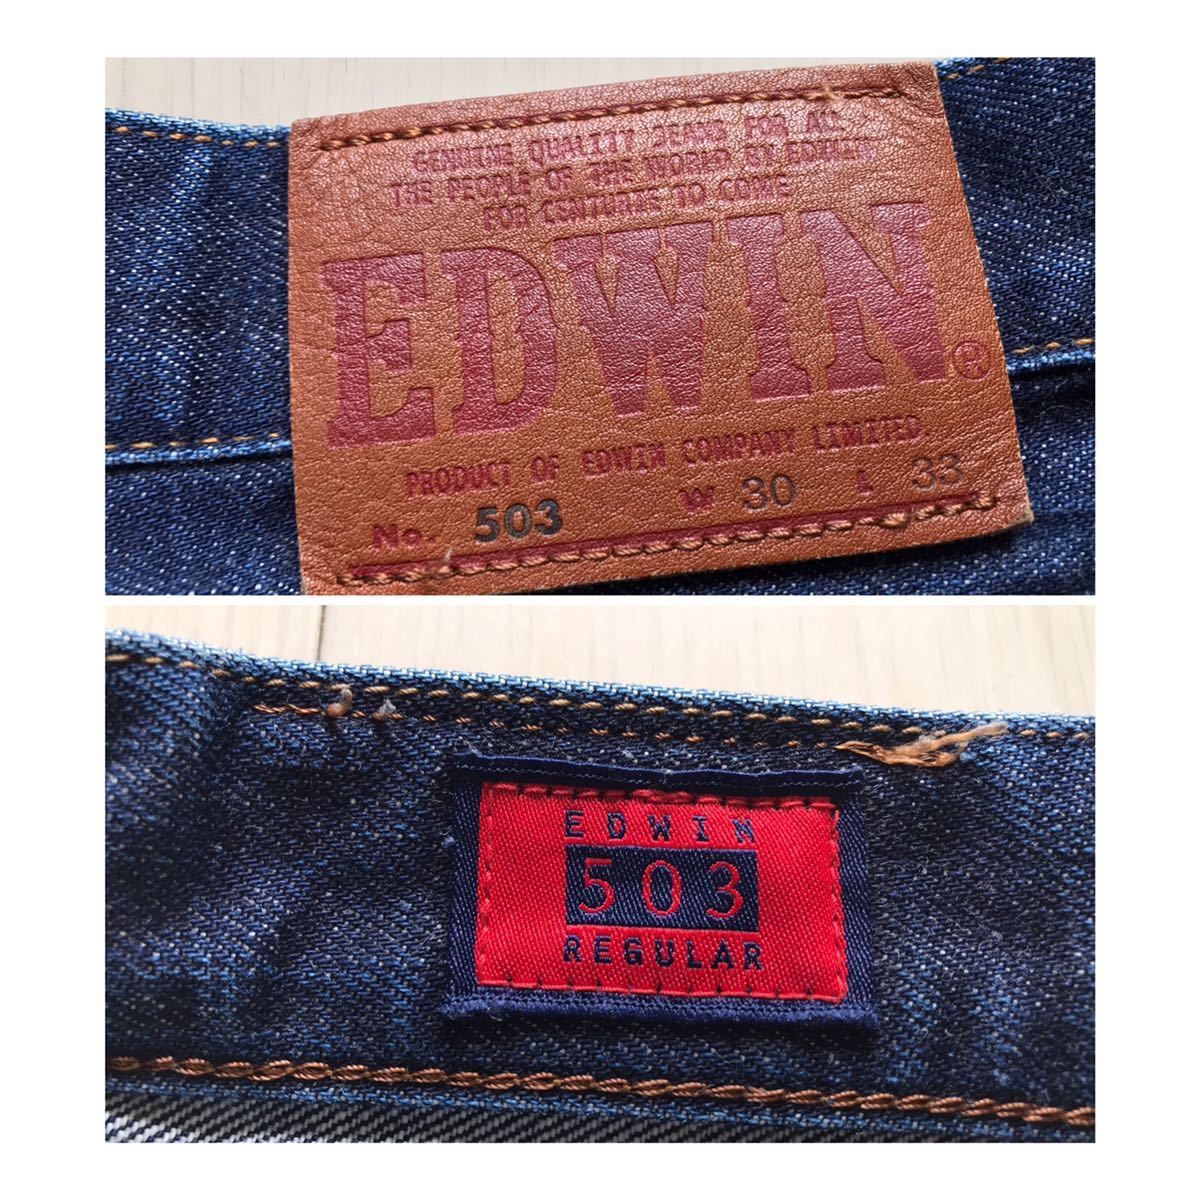 GENUINE QUALITY JEANS FOR ALL
THE PEOPLE OF THE WORLD BY EDWIN
FOR CENTURIE TO COME
EDWIN®
PRODUCT OF EDWIN COMPANY LIMITED
No. 503 W 30 L 33
EDWIN
503
REGULAR